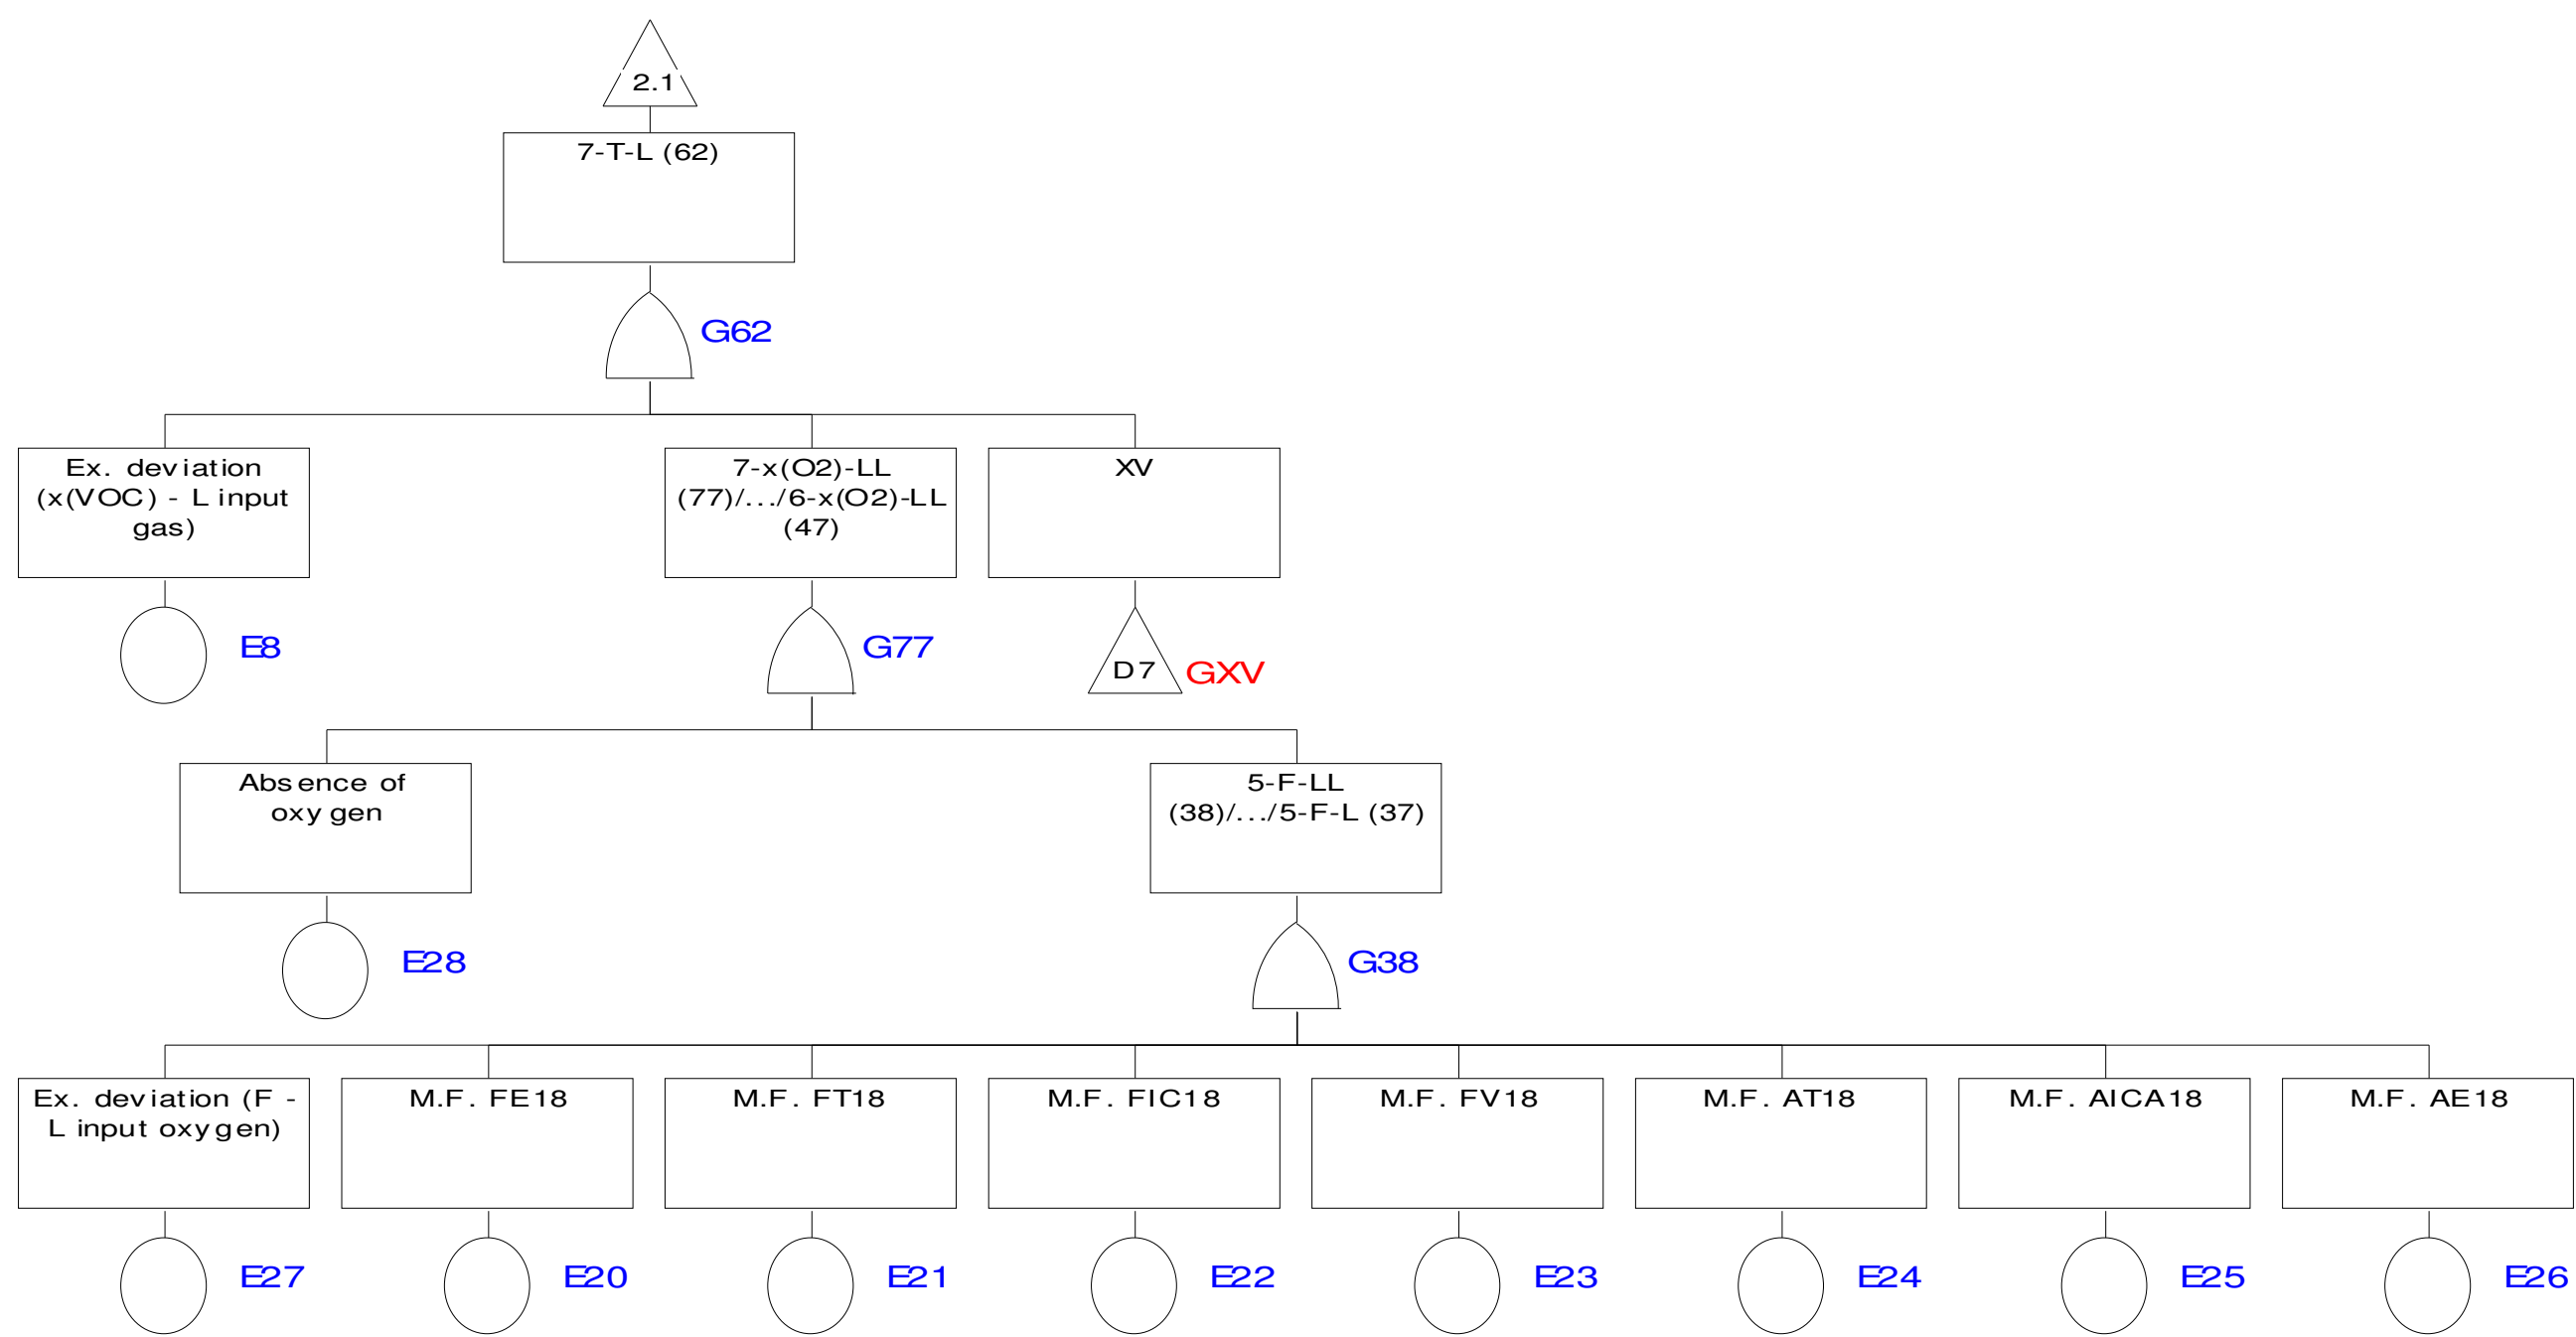 2.1
7-T-L (62)
G62
Ex. deviation
(x(VOC) - L input
gas)
7-x(O2)-LL
(77)/.../6-x(O2)-LL
(47)
XV
E8
G77
D7
GXV
Absence of
oxygen
5-F-LL
(38)/.../5-F-L (37)
E28
G38
Ex. deviation (F -
L input oxygen)
M.F. FE18
M.F. FT18
M.F. FIC18
M.F. FV18
M.F. AT18
M.F. AICA18
M.F. AE18
E27
E20
E21
E22
E23
E24
E25
E26